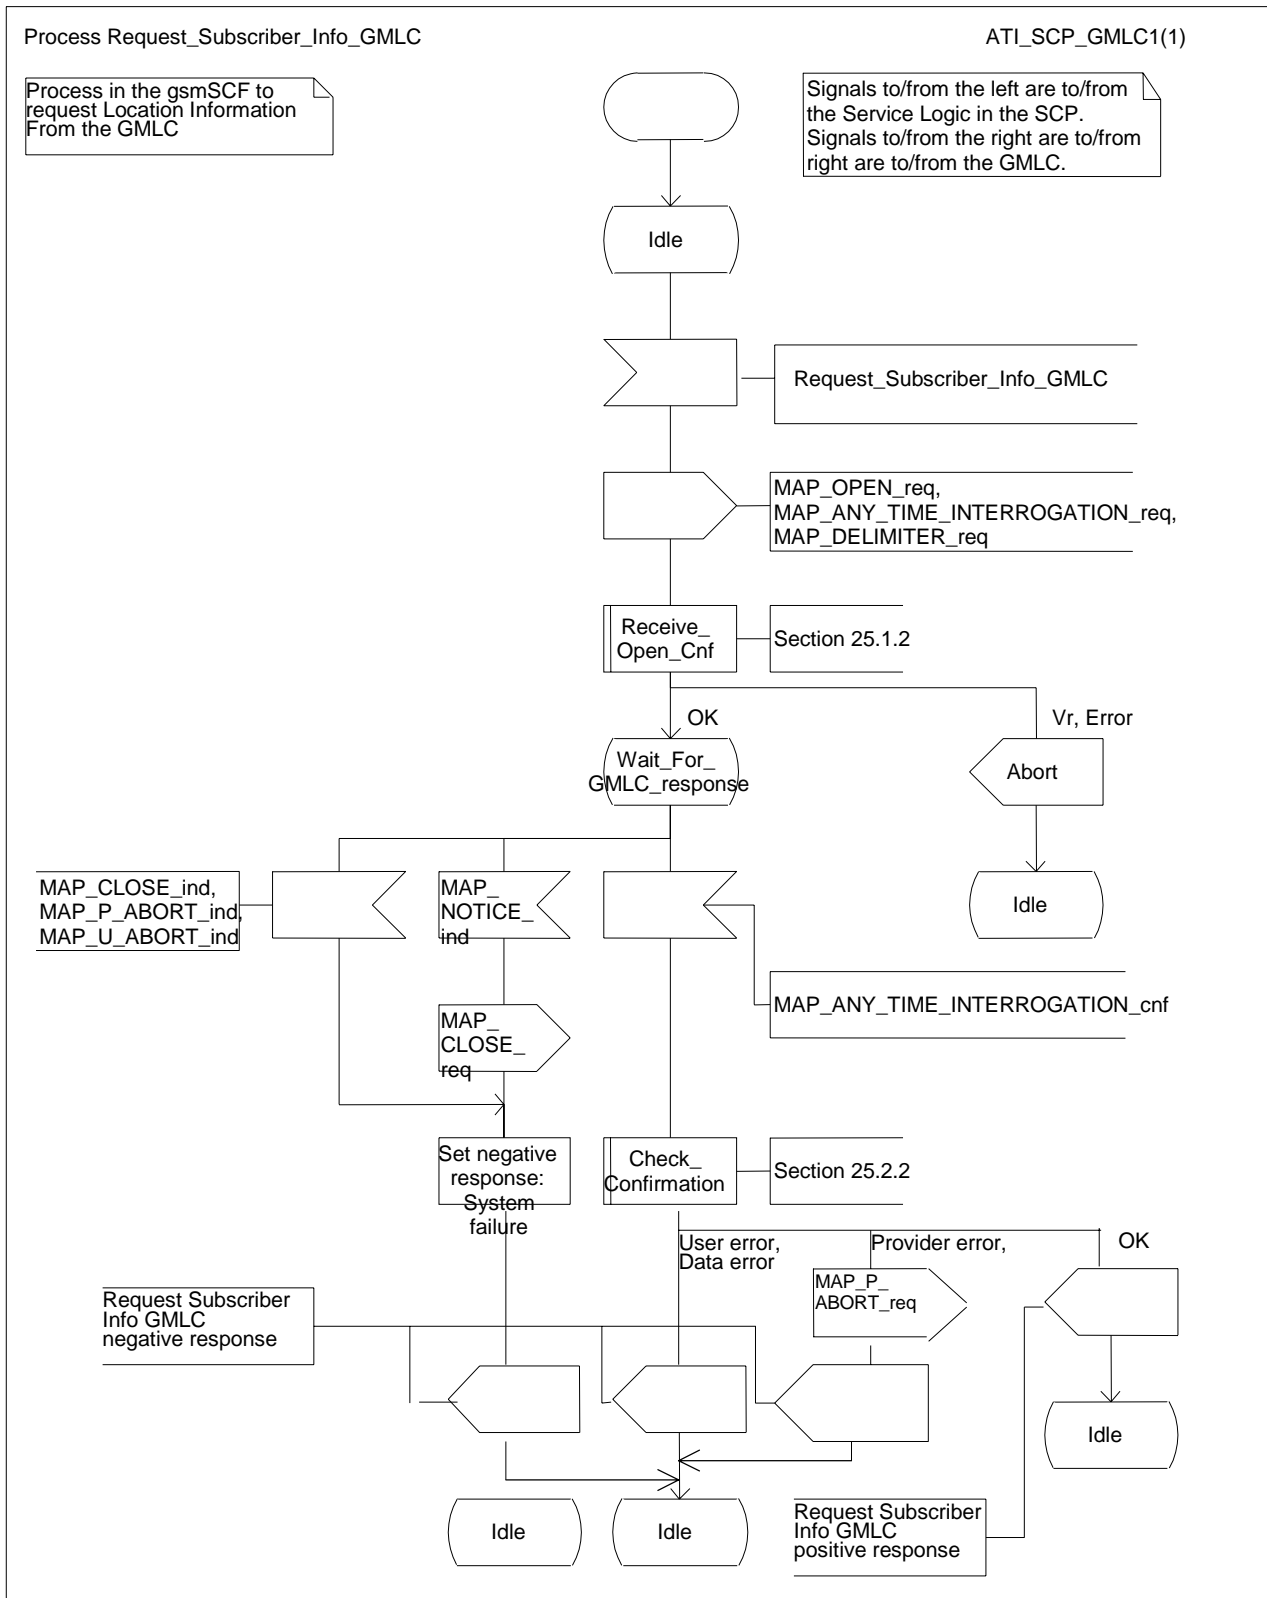 Process Request_Subscriber_Info_GMLC
ATI_SCP_GMLC1(1)
Process in the gsmSCF to
request Location Information
From the GMLC
Signals to/from the left are to/from
the Service Logic in the SCP.
Signals to/from the right are to/from
right are to/from the GMLC.
Idle
Request_Subscriber_Info_GMLC
MAP_OPEN_req,
MAP_ANY_TIME_INTERROGATION_req,
MAP_DELIMITER_req
Receive_
Open_Cnf
Section 25.1.2
OK
Vr, Error
Wait_For_
GMLC_response
Abort
MAP_CLOSE_ind,
MAP_P_ABORT_ind,
MAP_U_ABORT_ind
MAP_
NOTICE_
ind
Idle
MAP_ANY_TIME_INTERROGATION_cnf
MAP_
CLOSE_
req
Set negative
response:
System
failure
Check_
Confirmation
Section 25.2.2
User error,
Data error
Provider error,
OK
MAP_P_
ABORT_req
Request Subscriber
Info GMLC
negative response
Idle
Idle
Idle
Request Subscriber
Info GMLC
positive response